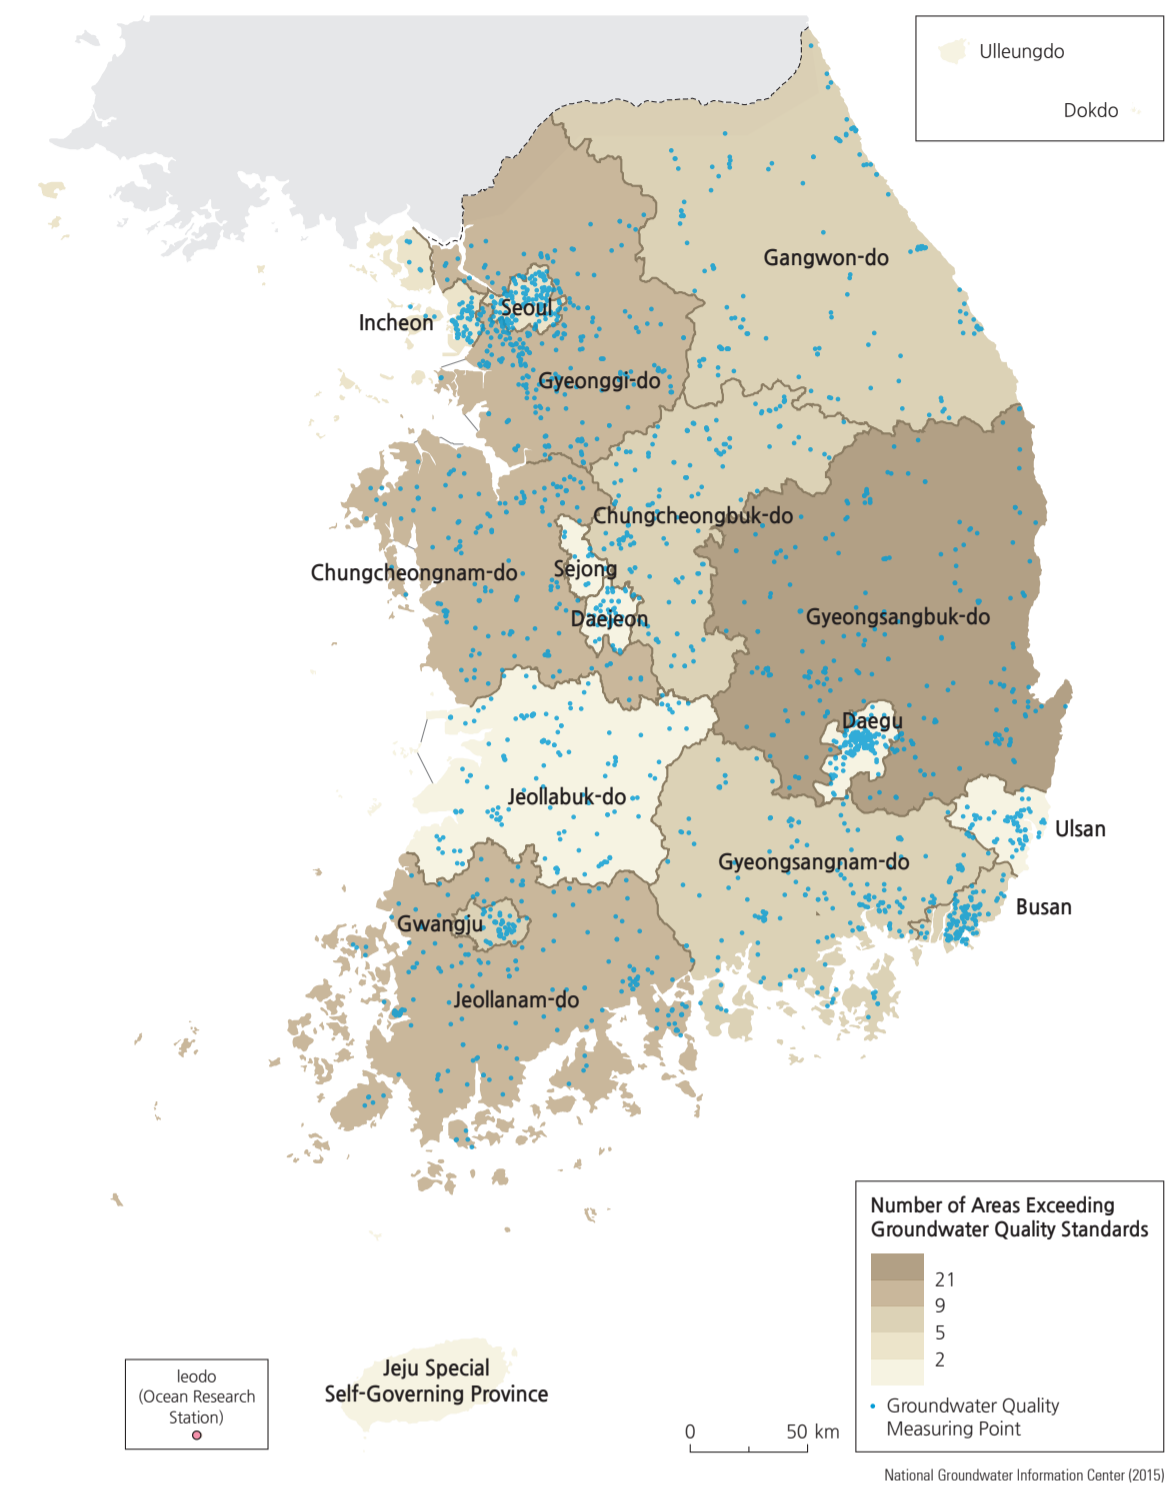 Ulleungdo
Dokdo
Gangwon-do
Seoul
Incheon
Gyeonggi-do
Chungcheongbuk-do
Sejong
Chungcheongnam-do
Daejeon
Gyeongsangbuk-do
Daegu
Jeollabuk-do
Ulsan
Gyeongsangnam-do
Busan
Gwangju
Jeollanam-do
Number of Areas Exceeding
Groundwater Quality Standards
21
9
5
2
Groundwater Quality
Measuring Point
Jeju Special
Self-Governing Province
Ieodo
(Ocean Research
Station)
0 50 km
National Groundwater Information Center (2015)